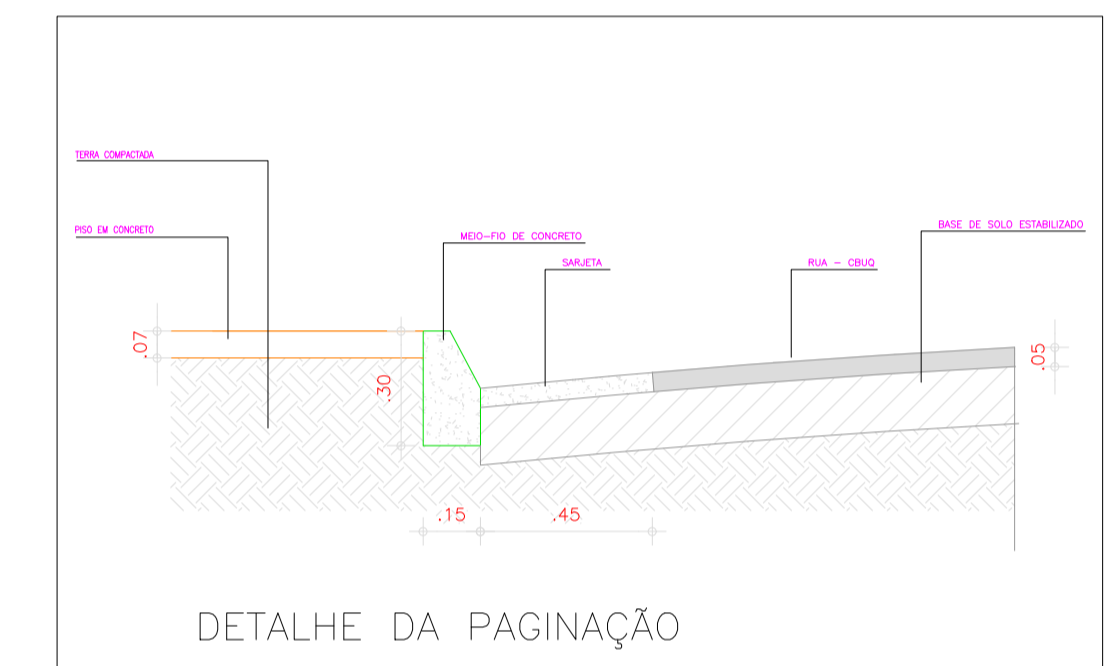 TERRA COMPACTADA
PISO EM CONCRETO
MEIO-FIO DE CONCRETO
SARJETA
RUA - CBUQ
BASE DE SOLO ESTABILIZADO
.07
.30
.05
.15
.45
DETALHE DA PAGINAÇÃO